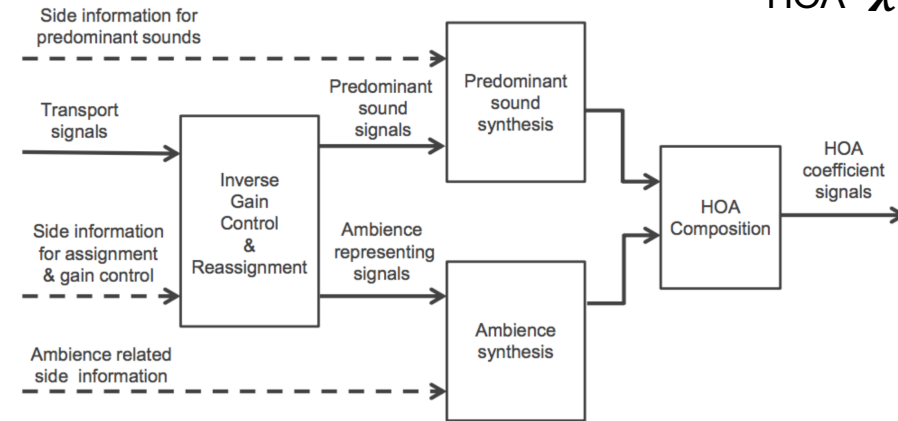 HOA
Side information for
predominant sounds
Transport
signals
Predominant
sound
signals
Predominant
sound
synthesis
Inverse
Gain
Control
&
Reassignment
Side information
for assignment
& gain control
Ambience
representing
signals
HOA
Composition
HOA
coefficient
signals
Ambience related
side information
Ambience
synthesis